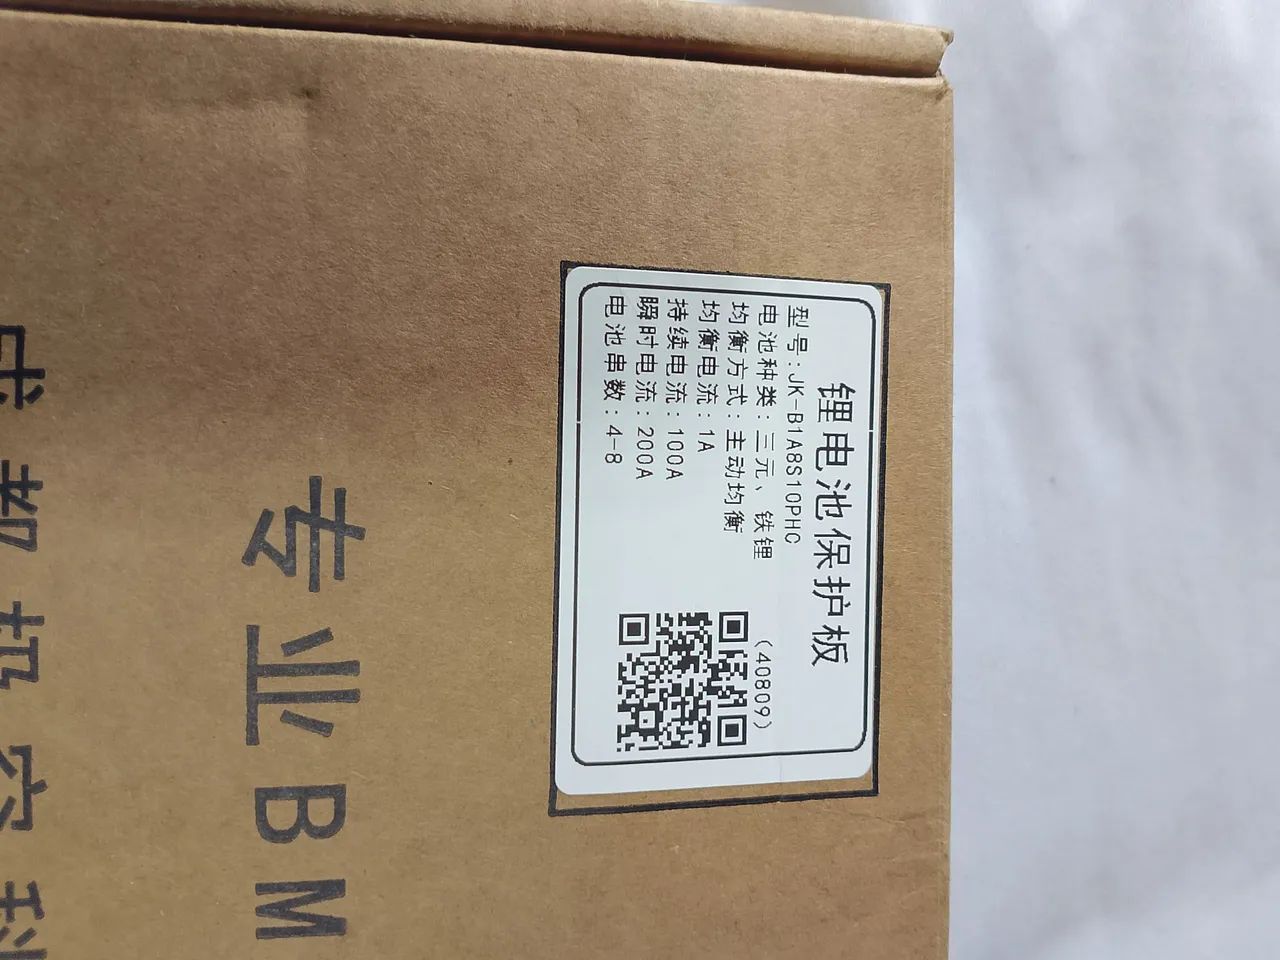 锂电池保护板
型号:JK-B1A8S10PHC
电池种类:三元、铁锂
均衡方式:主动均衡
均衡电流:1A
持续电流:100A
瞬时电流:200A
电池串数:4-8
(40809)
专业BM